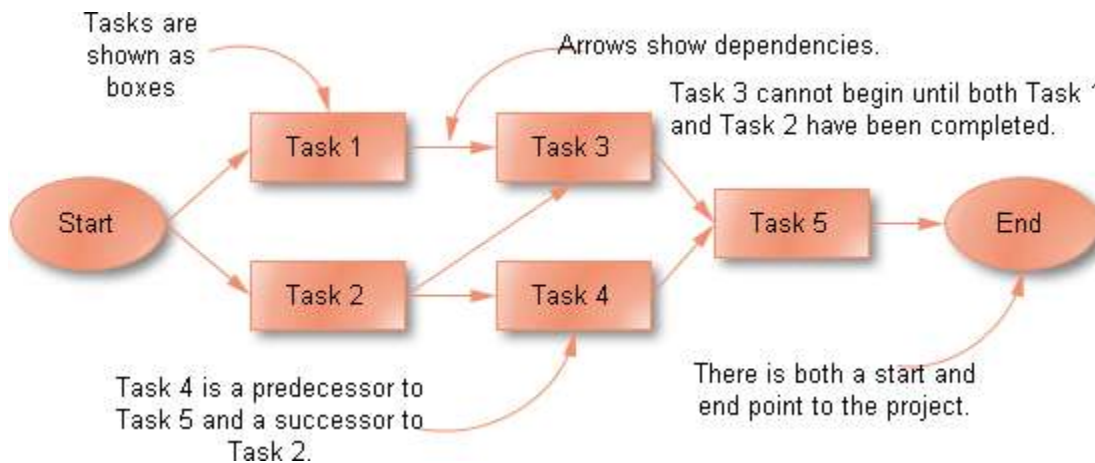 Tasks are
shown as
boxes
Arrows show dependencies.
Task 3 cannot begin until both Task 1
and Task 2 have been completed.
Task 1
Task 3
Start
Task 5
End
Task 2
Task 4
Task 4 is a predecessor to
Task 5 and a successor to
Task 2.
There is both a start and
end point to the project.